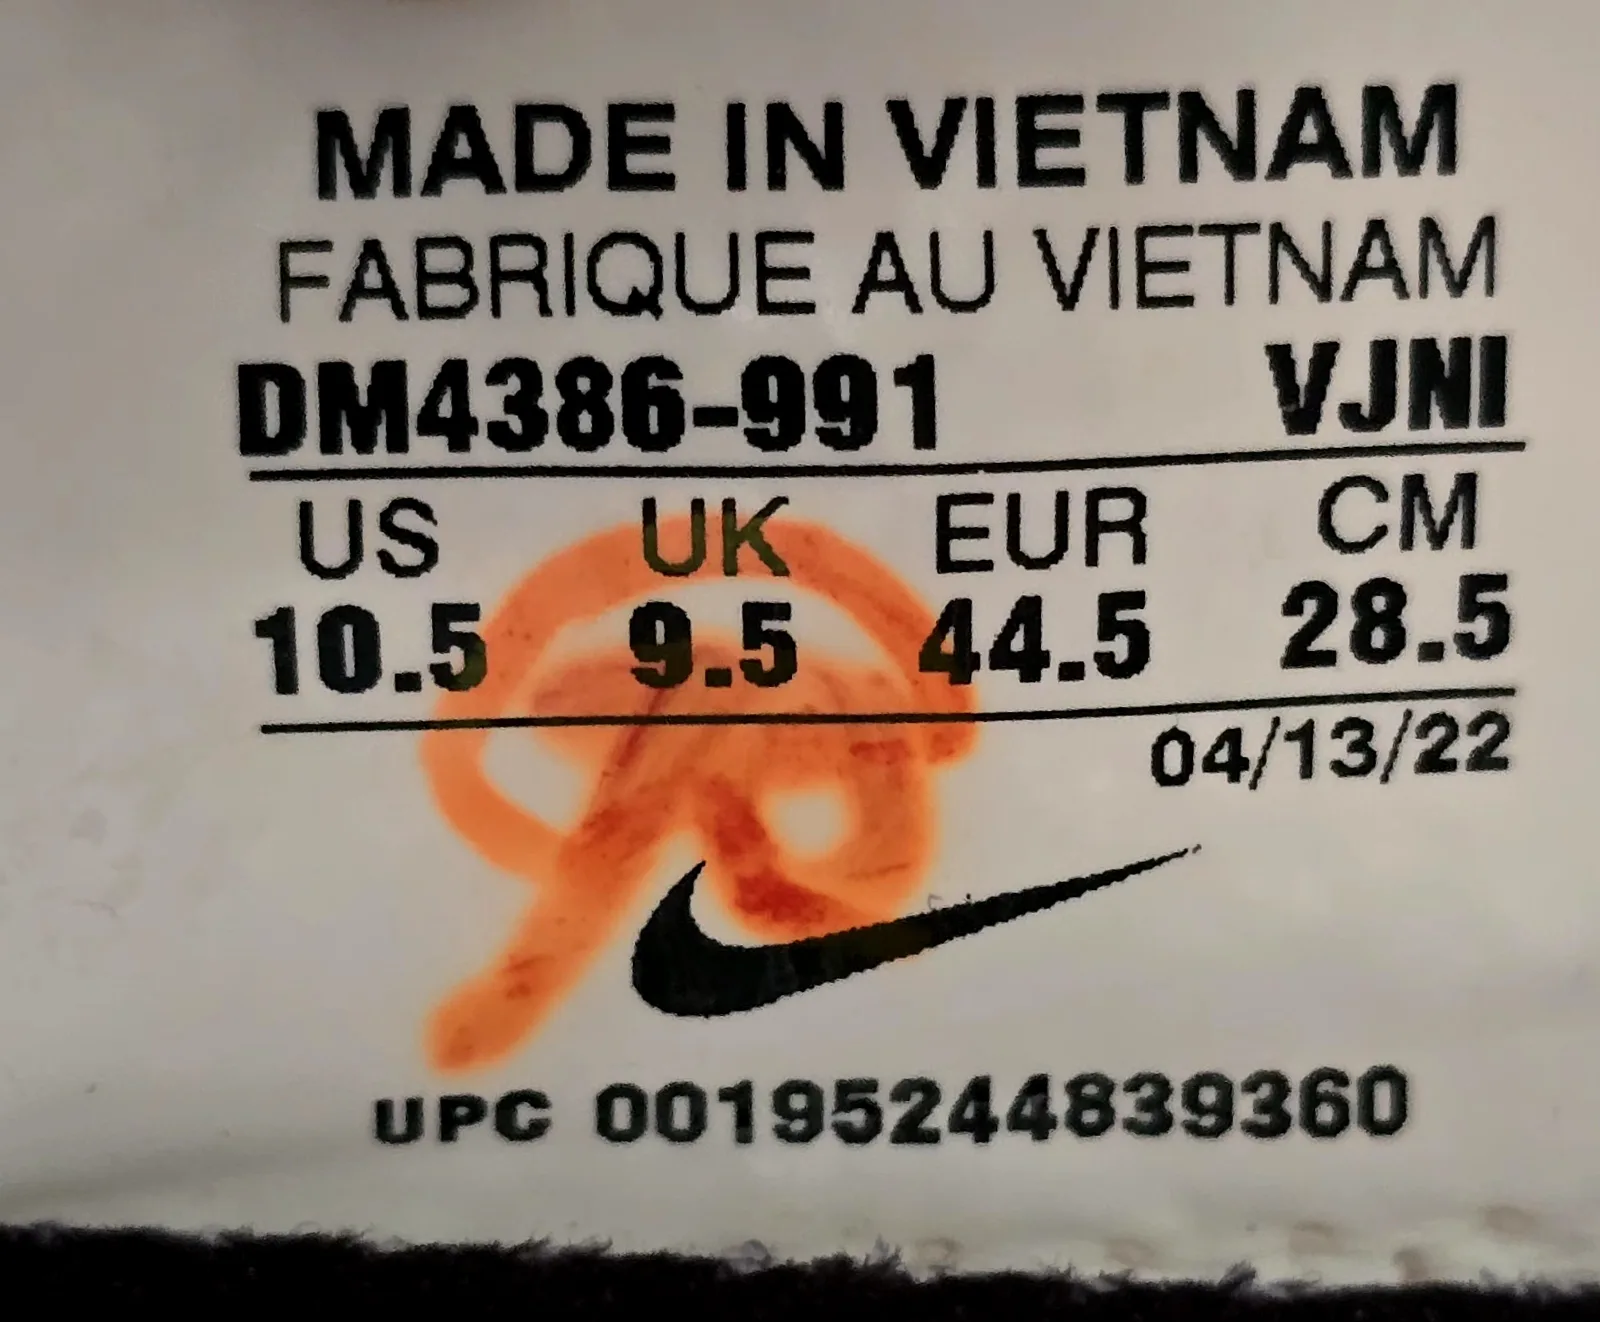 MADE IN VIETNAM
FABRIQUE AU VIETNAM
DM4386-991 VJNI
US UK EUR CM
10.5 9.5 44.5 28.5
04/13/22
UPC 00195244839360